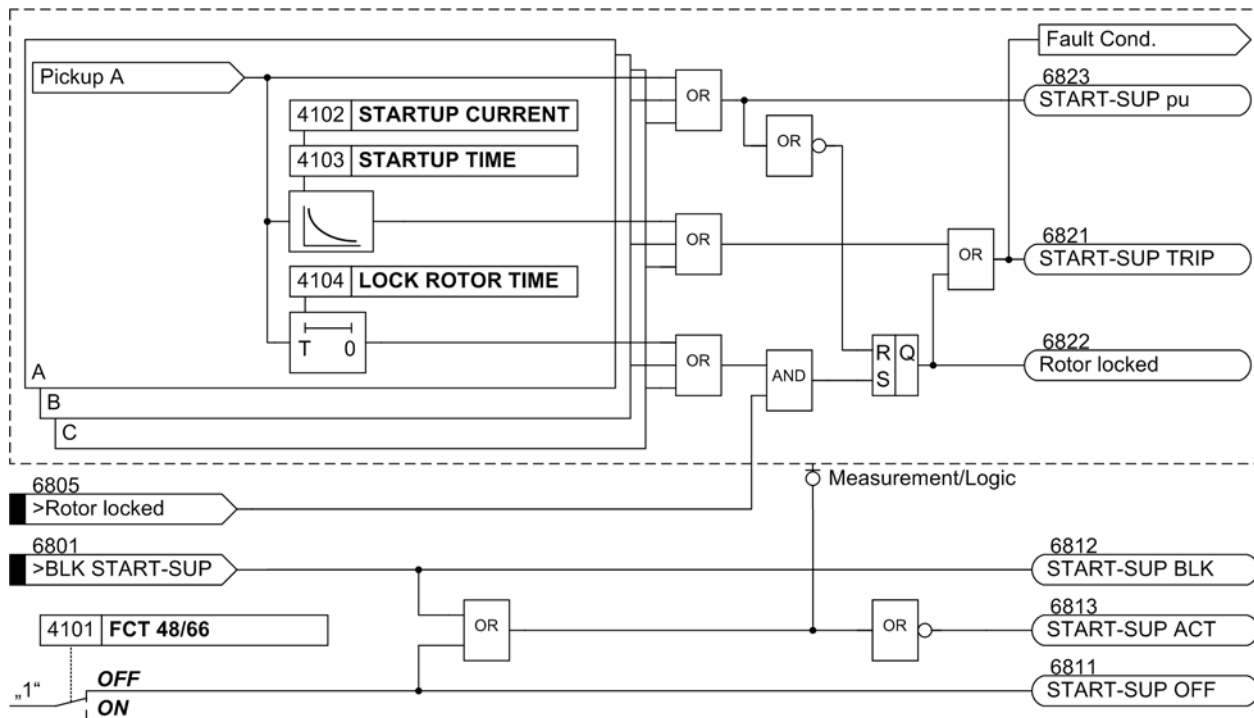 Pickup A
4102 STARTUP CURRENT
4103 STARTUP TIME
4104 LOCK ROTOR TIME
T 0
A
B
C
OR
OR
OR
OR
AND
OR
R Q
S
Fault Cond.
6823
START-SUP pu
6821
START-SUP TRIP
6822
Rotor locked
Measurement/Logic
6805
>Rotor locked
6801
>BLK START-SUP
4101 FCT 48/66
„1“
OFF
ON
OR
OR
6812
START-SUP BLK
6813
START-SUP ACT
6811
START-SUP OFF